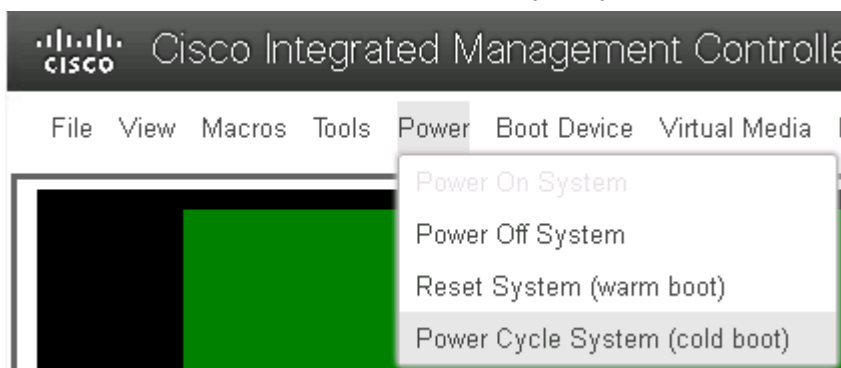 CISCO Cisco Integrated Management Controlle
File View Macros Tools Power Boot Device Virtual Media
Power On System
Power Off System
Reset System (warm boot)
Power Cycle System (cold boot)